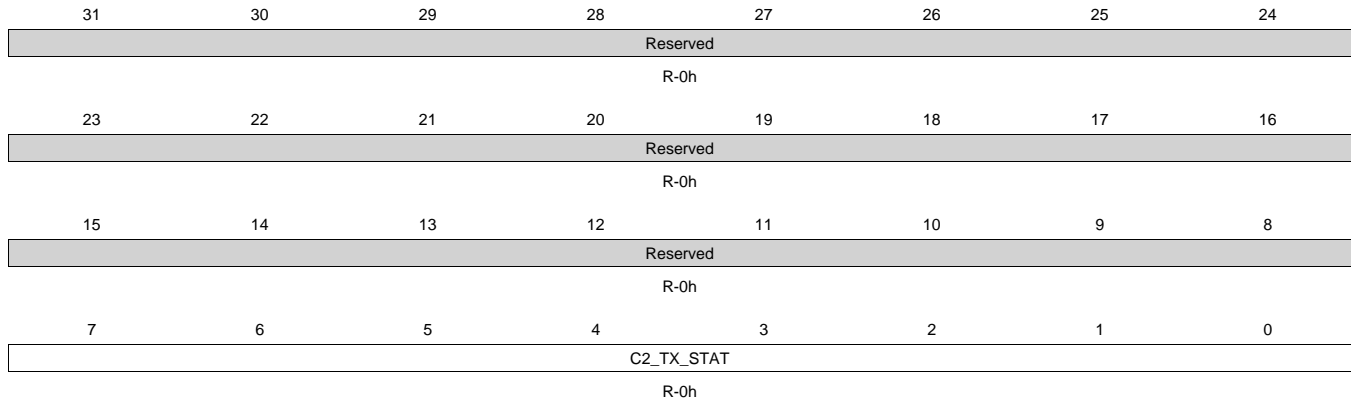 31 30 29 28 27 26 25 24
Reserved
R-0h
23 22 21 20 19 18 17 16
Reserved
R-0h
15 14 13 12 11 10 9 8
Reserved
R-0h
7 6 5 4 3 2 1 0
C2_TX_STAT
R-0h